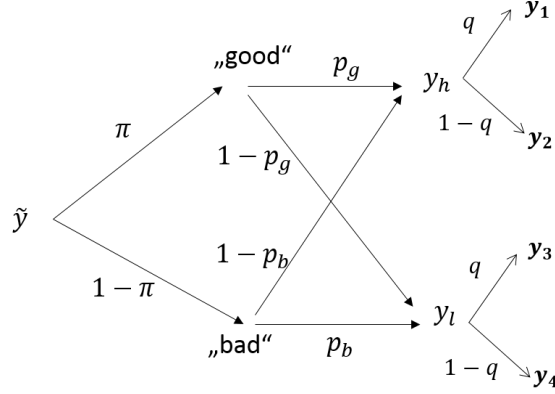 y₁
q
„good“ p_g y_h
1 − q y₂
π
1 − p_g
ỹ
1 − p_b
y₃
q
1 − π
y_l
„bad“ p_b
1 − q y₄